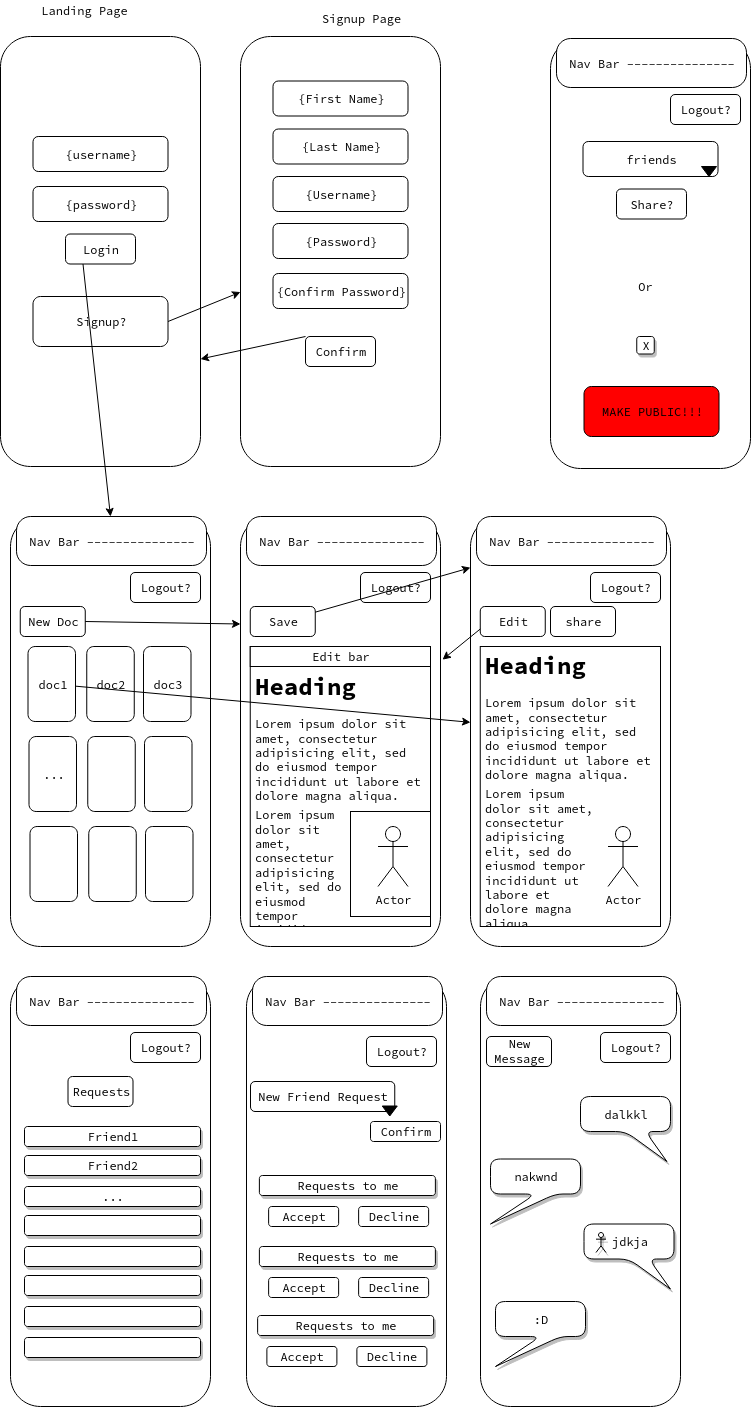 Landing Page
{username}
{password}
Login
Signup?
Signup Page
{First Name}
{Last Name}
{Username}
{Password}
{Confirm Password}
Confirm
Nav Bar ---------------
Logout?
friends
Share?
Or
X
MAKE PUBLIC!!!
Nav Bar ---------------
Logout?
New Doc
doc1
doc2
doc3
...
Nav Bar ---------------
Logout?
Save
Edit bar
Heading
Lorem ipsum dolor sit
amet, consectetur
adipisicing elit, sed
do eiusmod tempor
incididunt ut labore et
dolore magna aliqua.
Lorem ipsum
dolor sit
amet,
consectetur
adipisicing
elit, sed do
eiusmod
tempor
Actor
Nav Bar ---------------
Logout?
Edit
share
Heading
Lorem ipsum dolor sit
amet, consectetur
adipisicing elit, sed
do eiusmod tempor
incididunt ut labore et
dolore magna aliqua.
Lorem ipsum
dolor sit amet,
consectetur
adipisicing
elit, sed do
eiusmod tempor
incididunt ut
labore et
dolore magna
aliqua
Actor
Nav Bar ---------------
Logout?
Requests
Friend1
Friend2
...
Nav Bar ---------------
Logout?
New Friend Request
Confirm
Requests to me
Accept
Decline
Requests to me
Accept
Decline
Requests to me
Accept
Decline
Nav Bar ---------------
New
Message
Logout?
dalkkl
nakwnd
jdkja
:D